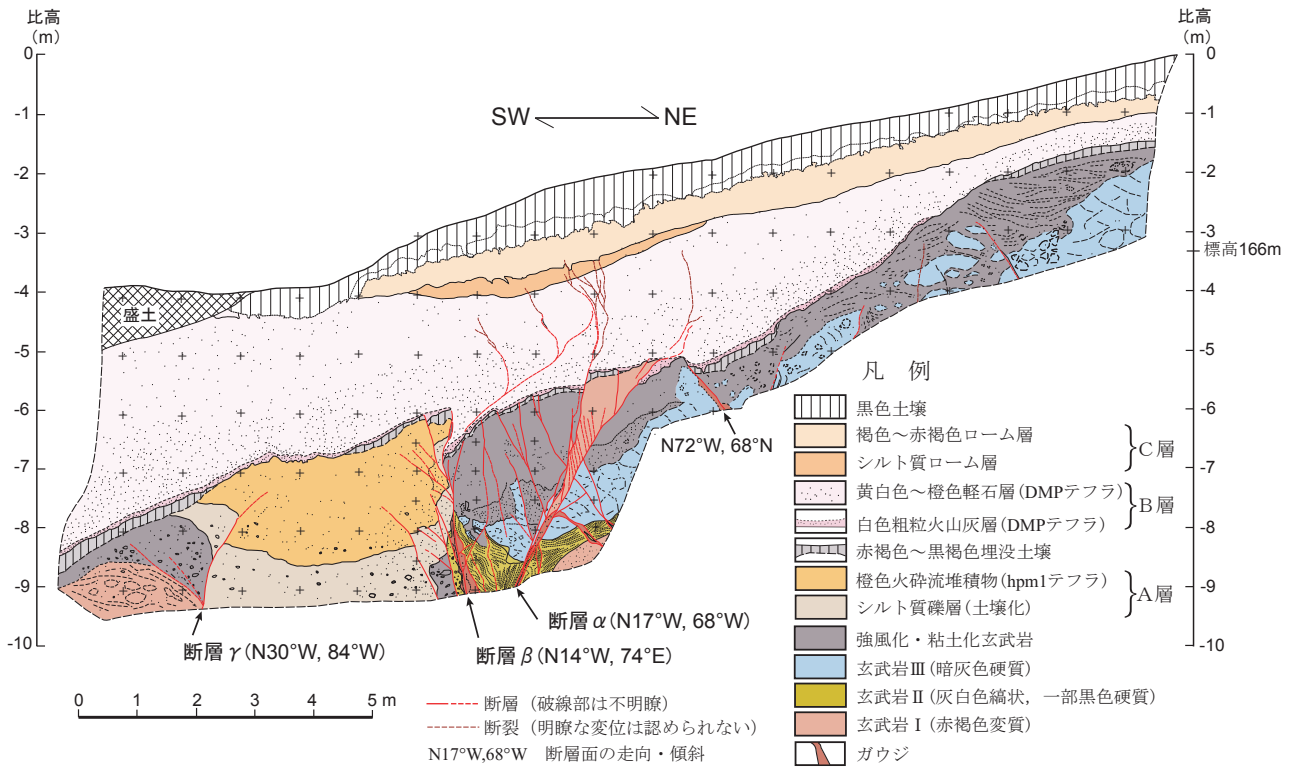 比高
(m)
0
-1
-2
-3
-4
-5
-6
-7
-8
-9
-10
比高
(m)
0
-1
-2
-3
標高166m
-4
-5
-6
-7
-8
-9
-10
SW NE
盛土
N72°W, 68°N
断層 α(N17°W, 68°W)
断層 β(N14°W, 74°E)
断層 γ(N30°W, 84°W)
0 1 2 3 4 5 m
断層（破線部は不明瞭）
断裂（明瞭な変位は認められない）
N17°W,68°W 断層面の走向・傾斜
凡例
黒色土壌
褐色～赤褐色ローム層
シルト質ローム層
C層
黄白色～橙色軽石層(DMPテフラ)
白色粗粒火山灰層(DMPテフラ)
B層
赤褐色～黒褐色埋没土壌
橙色火砕流堆積物(hpm1テフラ)
シルト質礫層(土壌化)
A層
強風化・粘土化玄武岩
玄武岩Ⅲ(暗灰色硬質)
玄武岩Ⅱ(灰白色縞状，一部黒色硬質)
玄武岩Ⅰ(赤褐色変質)
ガウジ